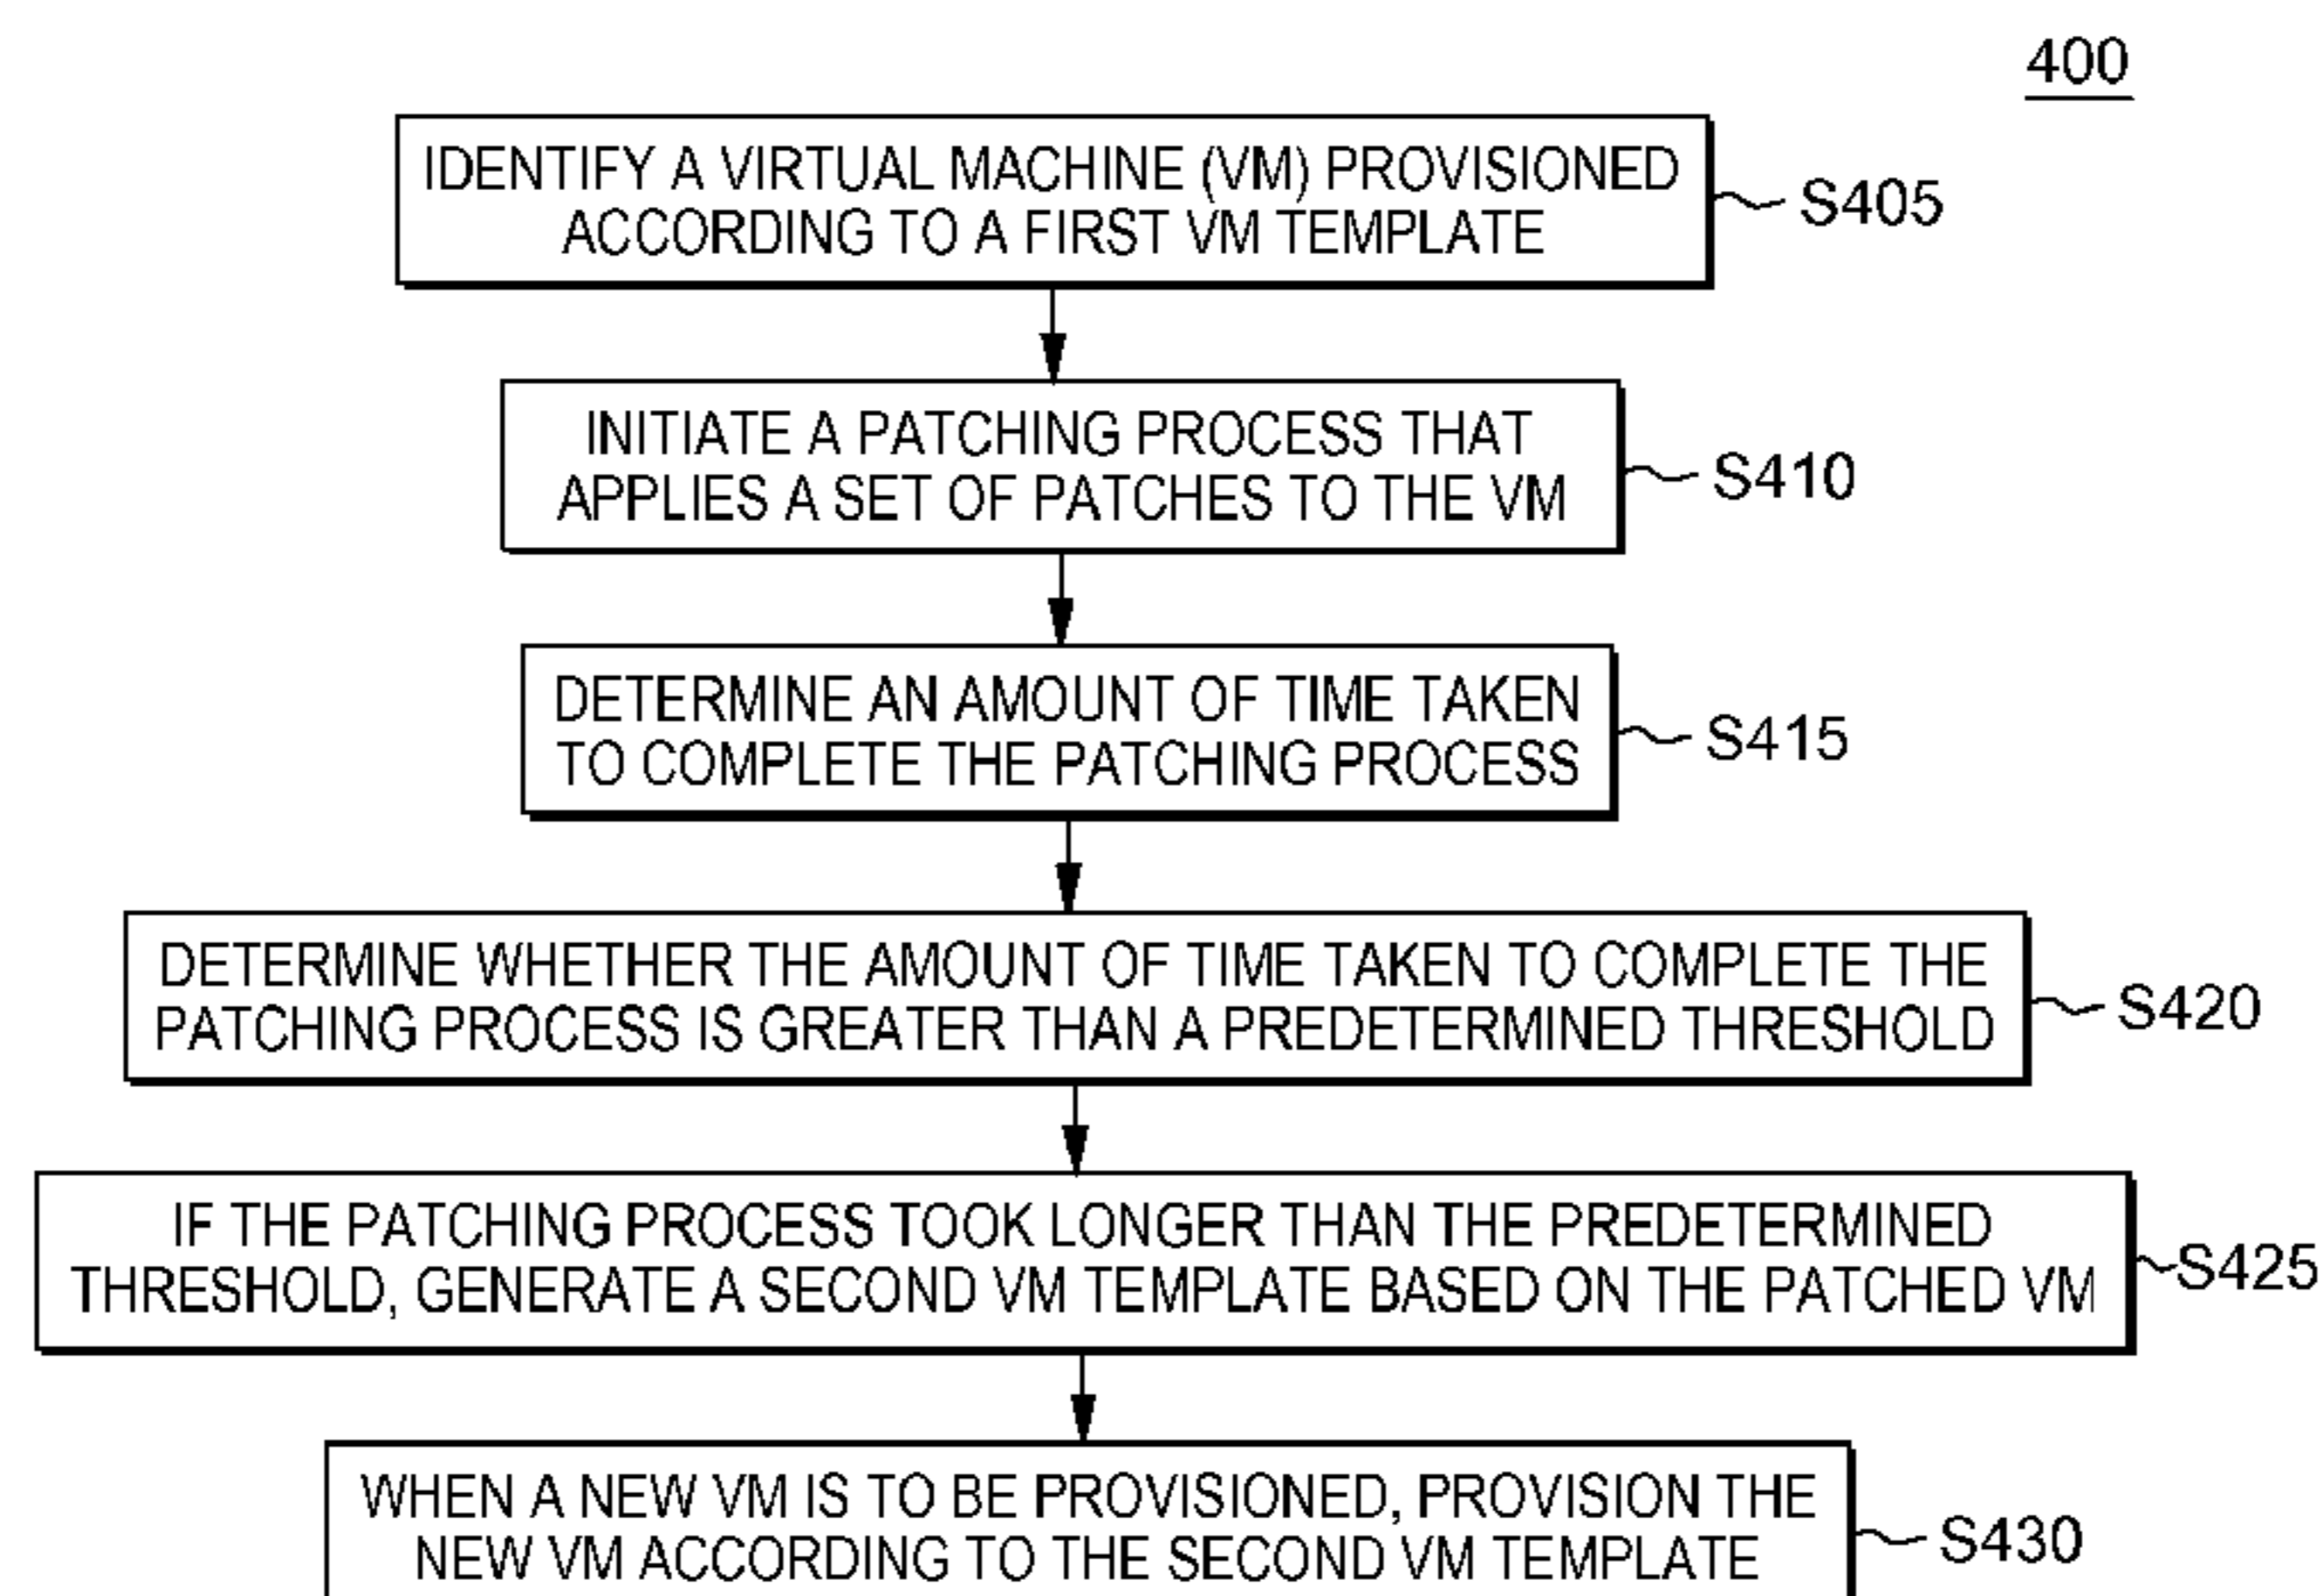 400
IDENTIFY A VIRTUAL MACHINE (VM) PROVISIONED
ACCORDING TO A FIRST VM TEMPLATE
S405
INITIATE A PATCHING PROCESS THAT
APPLIES A SET OF PATCHES TO THE VM
S410
DETERMINE AN AMOUNT OF TIME TAKEN
TO COMPLETE THE PATCHING PROCESS
S415
DETERMINE WHETHER THE AMOUNT OF TIME TAKEN TO COMPLETE THE
PATCHING PROCESS IS GREATER THAN A PREDETERMINED THRESHOLD
S420
IF THE PATCHING PROCESS TOOK LONGER THAN THE PREDETERMINED
THRESHOLD, GENERATE A SECOND VM TEMPLATE BASED ON THE PATCHED VM
S425
WHEN A NEW VM IS TO BE PROVISIONED, PROVISION THE
NEW VM ACCORDING TO THE SECOND VM TEMPLATE
S430